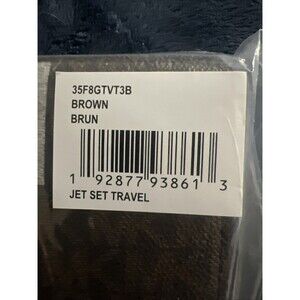 35F8GTVT3B
BROWN
BRUN
1 92877 93861 3
JET SET TRAVEL